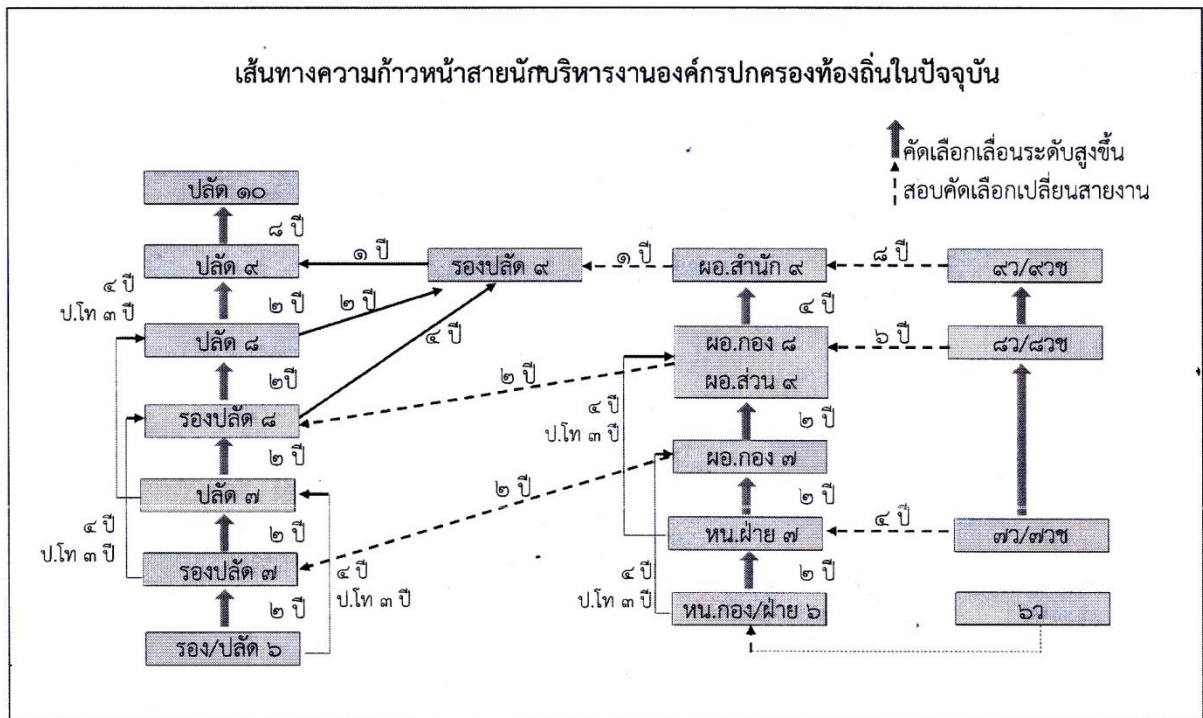 เส้นทางความก้าวหน้าสายนักบริหารงานองค์กรปกครองท้องถิ่นในปัจจุบัน
คัดเลือกเลื่อนระดับสูงขึ้น
สอบคัดเลือกเปลี่ยนสายงาน
ปลัด ๑๐
๘ ปี
ปลัด ๙
๑ ปี
รองปลัด ๙
๑ ปี
ผอ.สำนัก ๙
๘ ปี
๙ว/๙วช
๔ ปี
ป.โท ๓ ปี
๒ ปี
๒ ปี
๔ ปี
๔ ปี
ปลัด ๘
ผอ.กอง ๘
ผอ.ส่วน ๙
๖ ปี
๘ว/๘วช
๒ปี
๒ ปี
รองปลัด ๘
๔ ปี
ป.โท ๓ ปี
๒ ปี
๒ ปี
ผอ.กอง ๗
๒ ปี
ปลัด ๗
๒ ปี
๔ ปี
ป.โท ๓ ปี
๒ ปี
หน.ฝ่าย ๗
๔ ปี
๗ว/๗วช
รองปลัด ๗
๔ ปี
ป.โท ๓ ปี
๒ ปี
๔ ปี
ป.โท ๓ ปี
๒ ปี
รอง/ปลัด ๖
หน.กอง/ฝ่าย ๖
๖ว